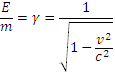 E/m = γ = 1/√(1 − v²/c²)